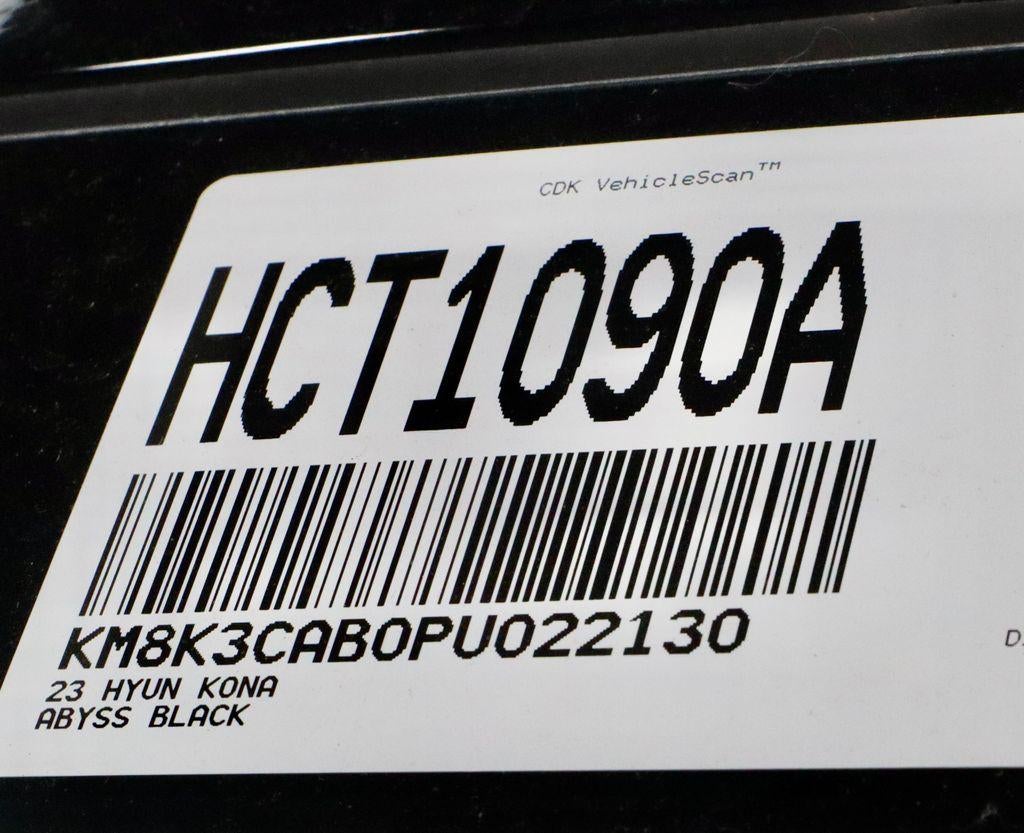 CDK VehicleScan™
HCT1090A
KM8K3CAB0PU022130
23 HYUN KONA
ABYSS BLACK